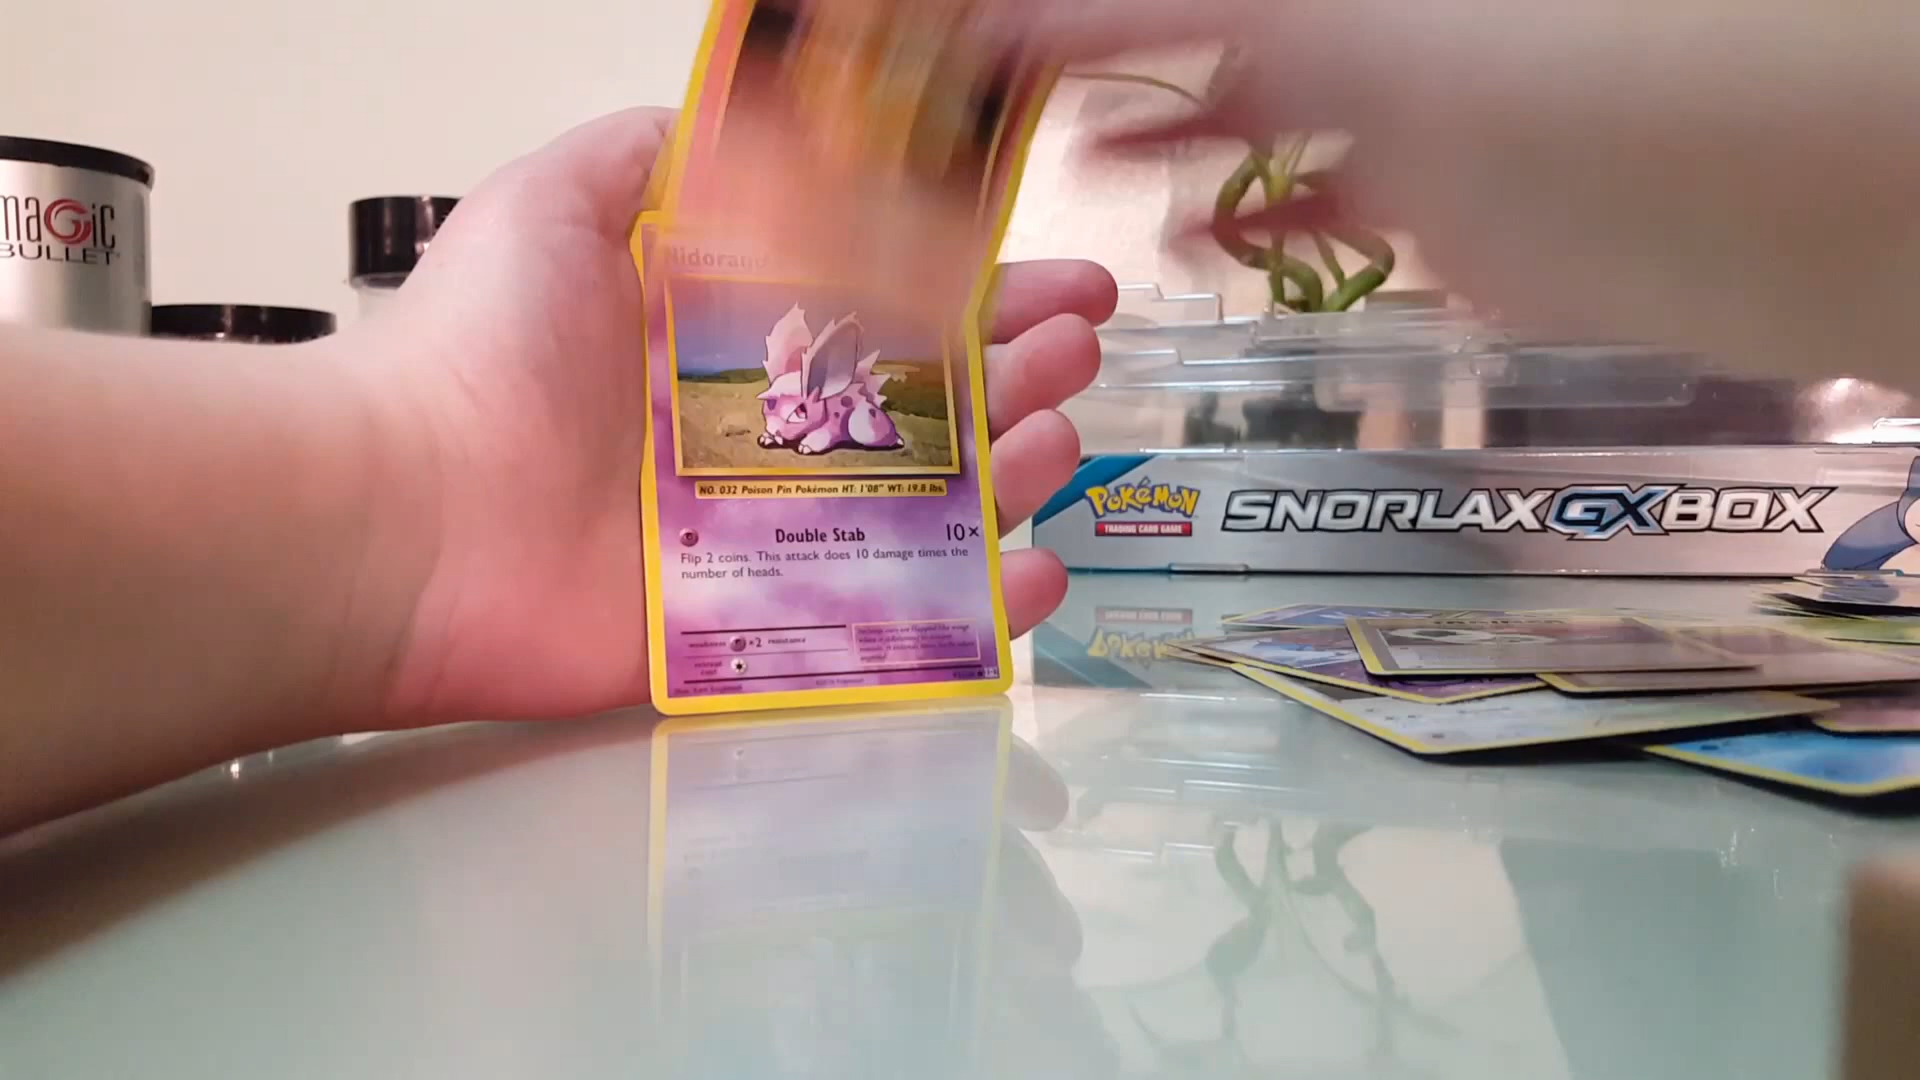 magic
BULLET
Nidoran
NO. 032 Poison Pin Pokémon HT: 1'08" WT: 19.8 lbs.
Double Stab 10×
Flip 2 coins. This attack does 10 damage times the
number of heads.
weakness ×2 resistance
retreat
cost
POKéMON
TRADING CARD GAME
SNORLAX GX BOX